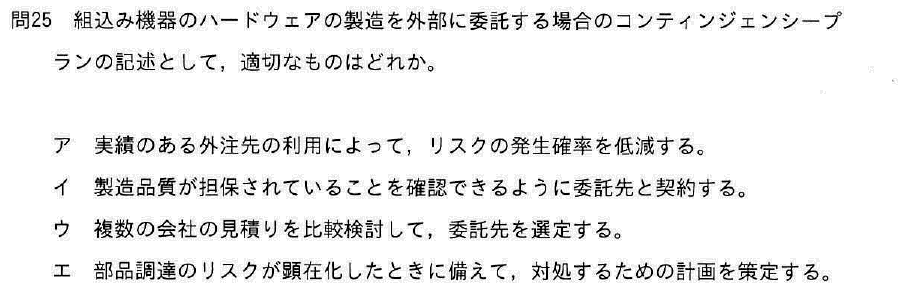 問25 組込み機器のハードウェアの製造を外部に委託する場合のコンティンジェンシープ
ランの記述として，適切なものはどれか。
ア 実績のある外注先の利用によって，リスクの発生確率を低減する。
イ 製造品質が担保されていることを確認できるように委託先と契約する。
ウ 複数の会社の見積りを比較検討して，委託先を選定する。
エ 部品調達のリスクが顕在化したときに備えて，対処するための計画を策定する。